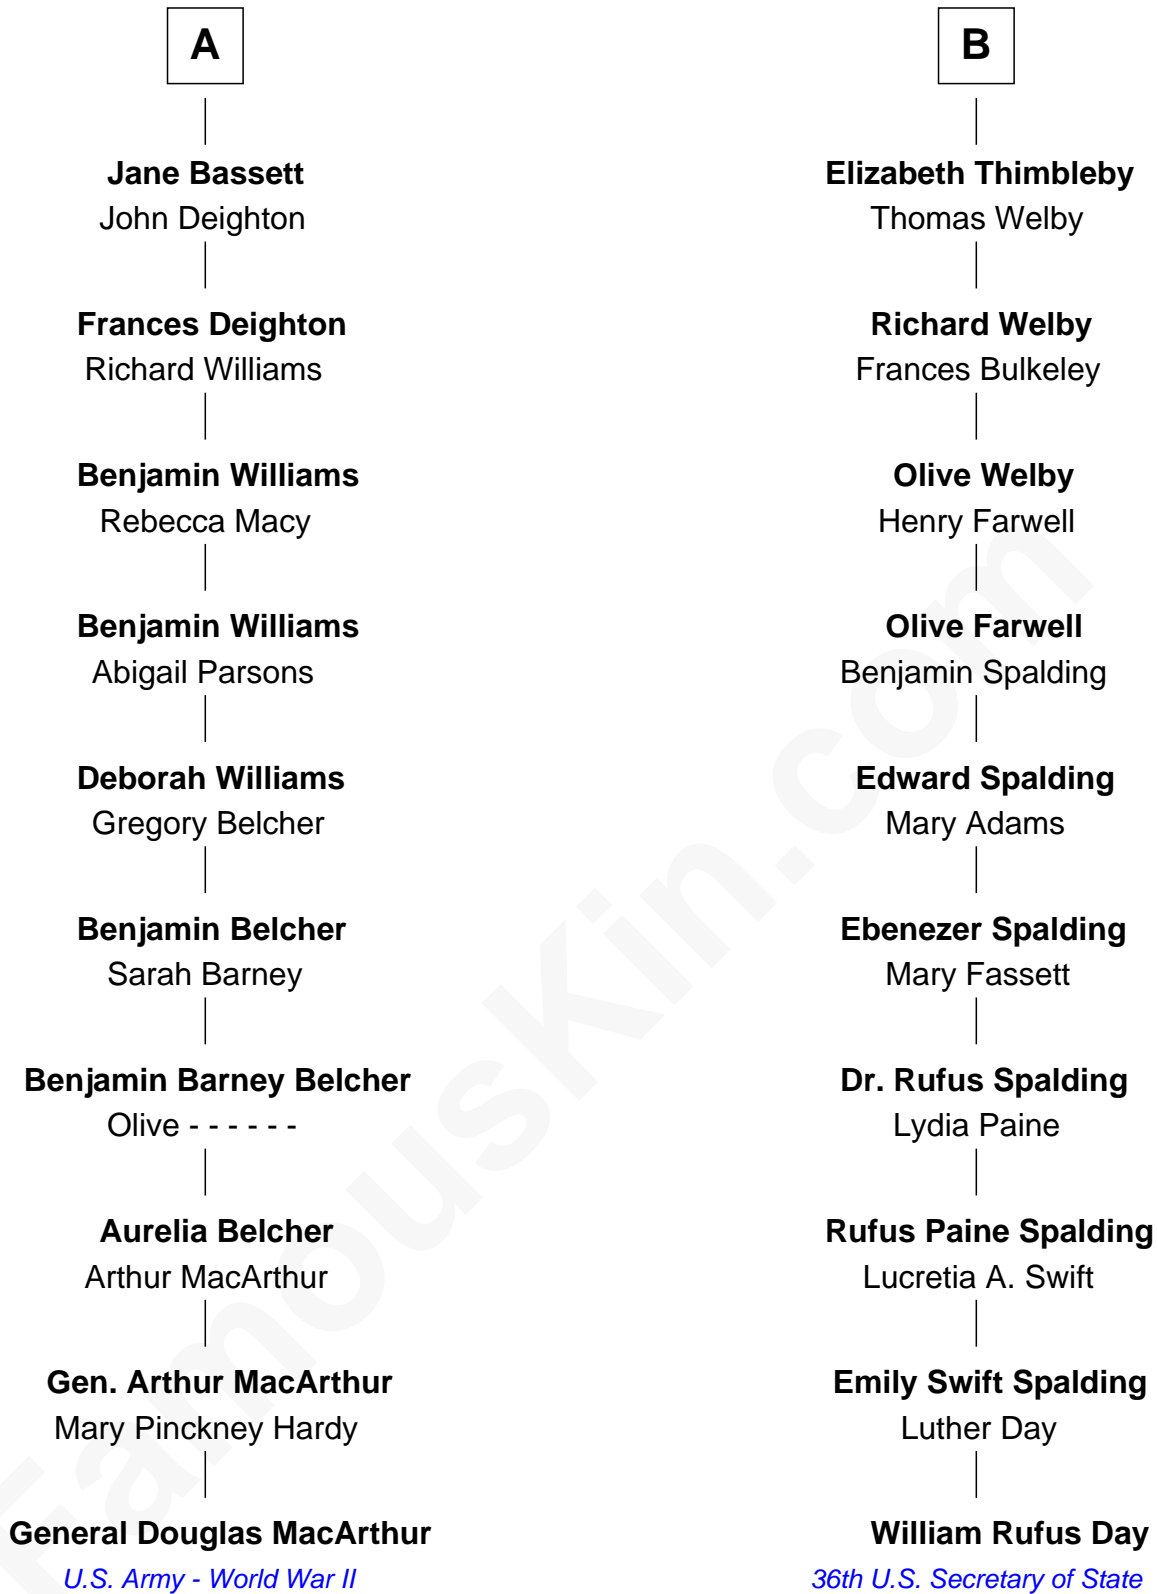 A
Jane Bassett
John Deighton
Frances Deighton
Richard Williams
Benjamin Williams
Rebecca Macy
Benjamin Williams
Abigail Parsons
Deborah Williams
Gregory Belcher
Benjamin Belcher
Sarah Barney
Benjamin Barney Belcher
Olive - - - - - -
Aurelia Belcher
Arthur MacArthur
Gen. Arthur MacArthur
Mary Pinckney Hardy
General Douglas MacArthur
U.S. Army - World War II
B
Elizabeth Thimbleby
Thomas Welby
Richard Welby
Frances Bulkeley
Olive Welby
Henry Farwell
Olive Farwell
Benjamin Spalding
Edward Spalding
Mary Adams
Ebenezer Spalding
Mary Fassett
Dr. Rufus Spalding
Lydia Paine
Rufus Paine Spalding
Lucretia A. Swift
Emily Swift Spalding
Luther Day
William Rufus Day
36th U.S. Secretary of State
FamousKin.com